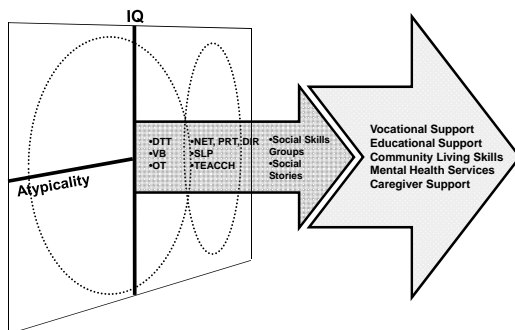 IQ
Atypicality
•DTT
•VB
•OT
•NET, PRT, DIR
•SLP
•TEACCH
•Social Skills
Groups
•Social
Stories
Vocational Support
Educational Support
Community Living Skills
Mental Health Services
Caregiver Support